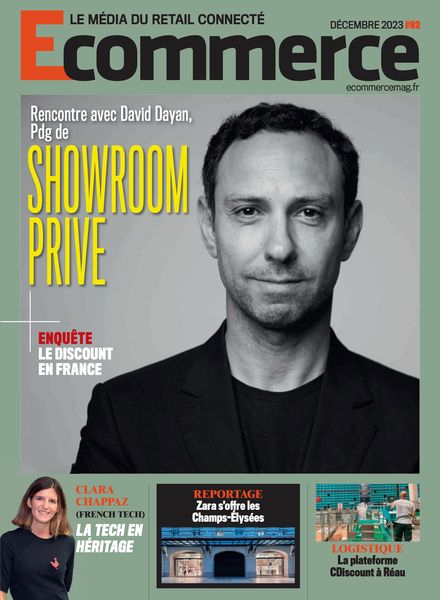 LE MÉDIA DU RETAIL CONNECTÉ
DÉCEMBRE 2023 #92
Ecommerce
ecommercemag.fr
Rencontre avec David Dayan,
Pdg de
SHOWROOM
PRIVE
ENQUÊTE
LE DISCOUNT
EN FRANCE
CLARA
CHAPPAZ
(FRENCH TECH)
LA TECH EN
HÉRITAGE
REPORTAGE
Zara s'offre les
Champs-Élysées
LOGISTIQUE
La plateforme
CDiscount à Réau